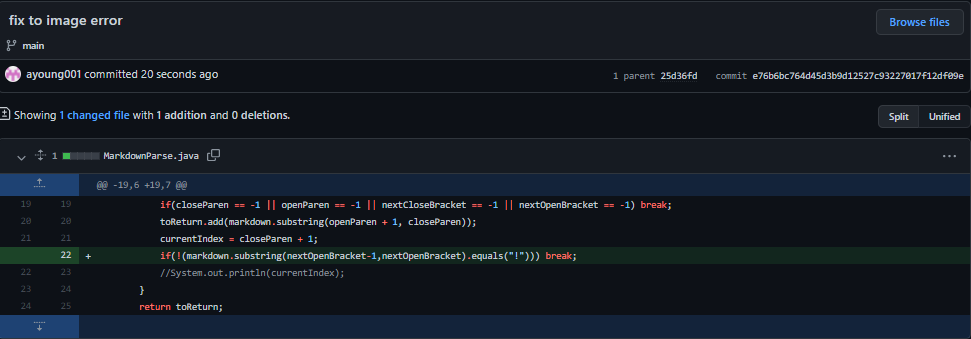 fix to image error
Browse files
main
ayoung001 committed 20 seconds ago
1 parent 25d36fd commit e76b6bc764d45d3b9d12527c93227017f12df09e
Showing 1 changed file with 1 addition and 0 deletions.
Split Unified
1 MarkdownParse.java
@@ -19,6 +19,7 @@
19 19 if(closeParen == -1 || openParen == -1 || nextCloseBracket == -1 || nextOpenBracket == -1) break;
20 20 toReturn.add(markdown.substring(openParen + 1, closeParen));
21 21 currentIndex = closeParen + 1;
22 + if(!(markdown.substring(nextOpenBracket-1,nextOpenBracket).equals("!"))) break;
22 23 //System.out.println(currentIndex);
23 24 }
24 25 return toReturn;